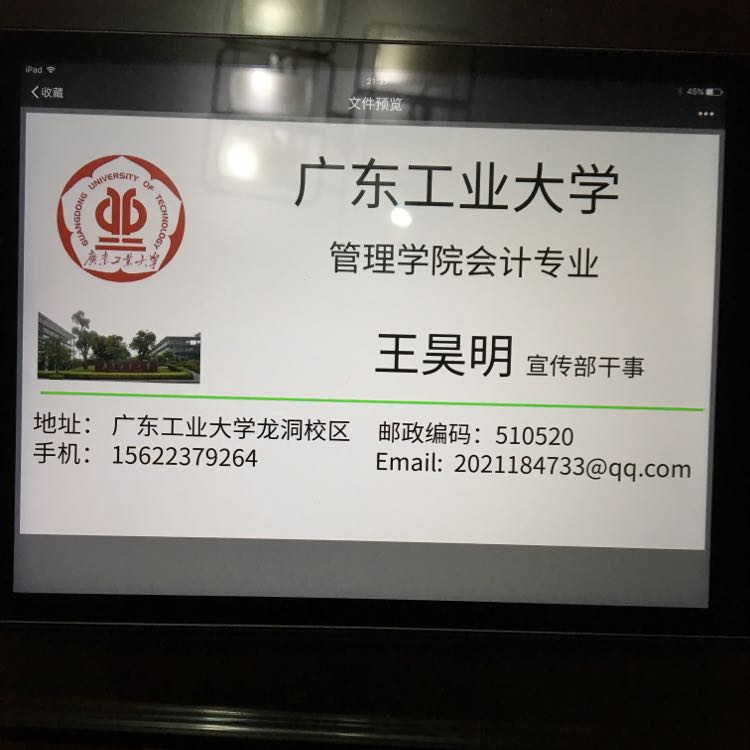 iPad
21:37
45%
收藏
文件预览
GUANGDONG UNIVERSITY OF TECHNOLOGY
广东工业大学
广东工业大学
管理学院会计专业
王昊明 宣传部干事
地址： 广东工业大学龙洞校区 邮政编码：510520
手机： 15622379264 Email: 2021184733@qq.com